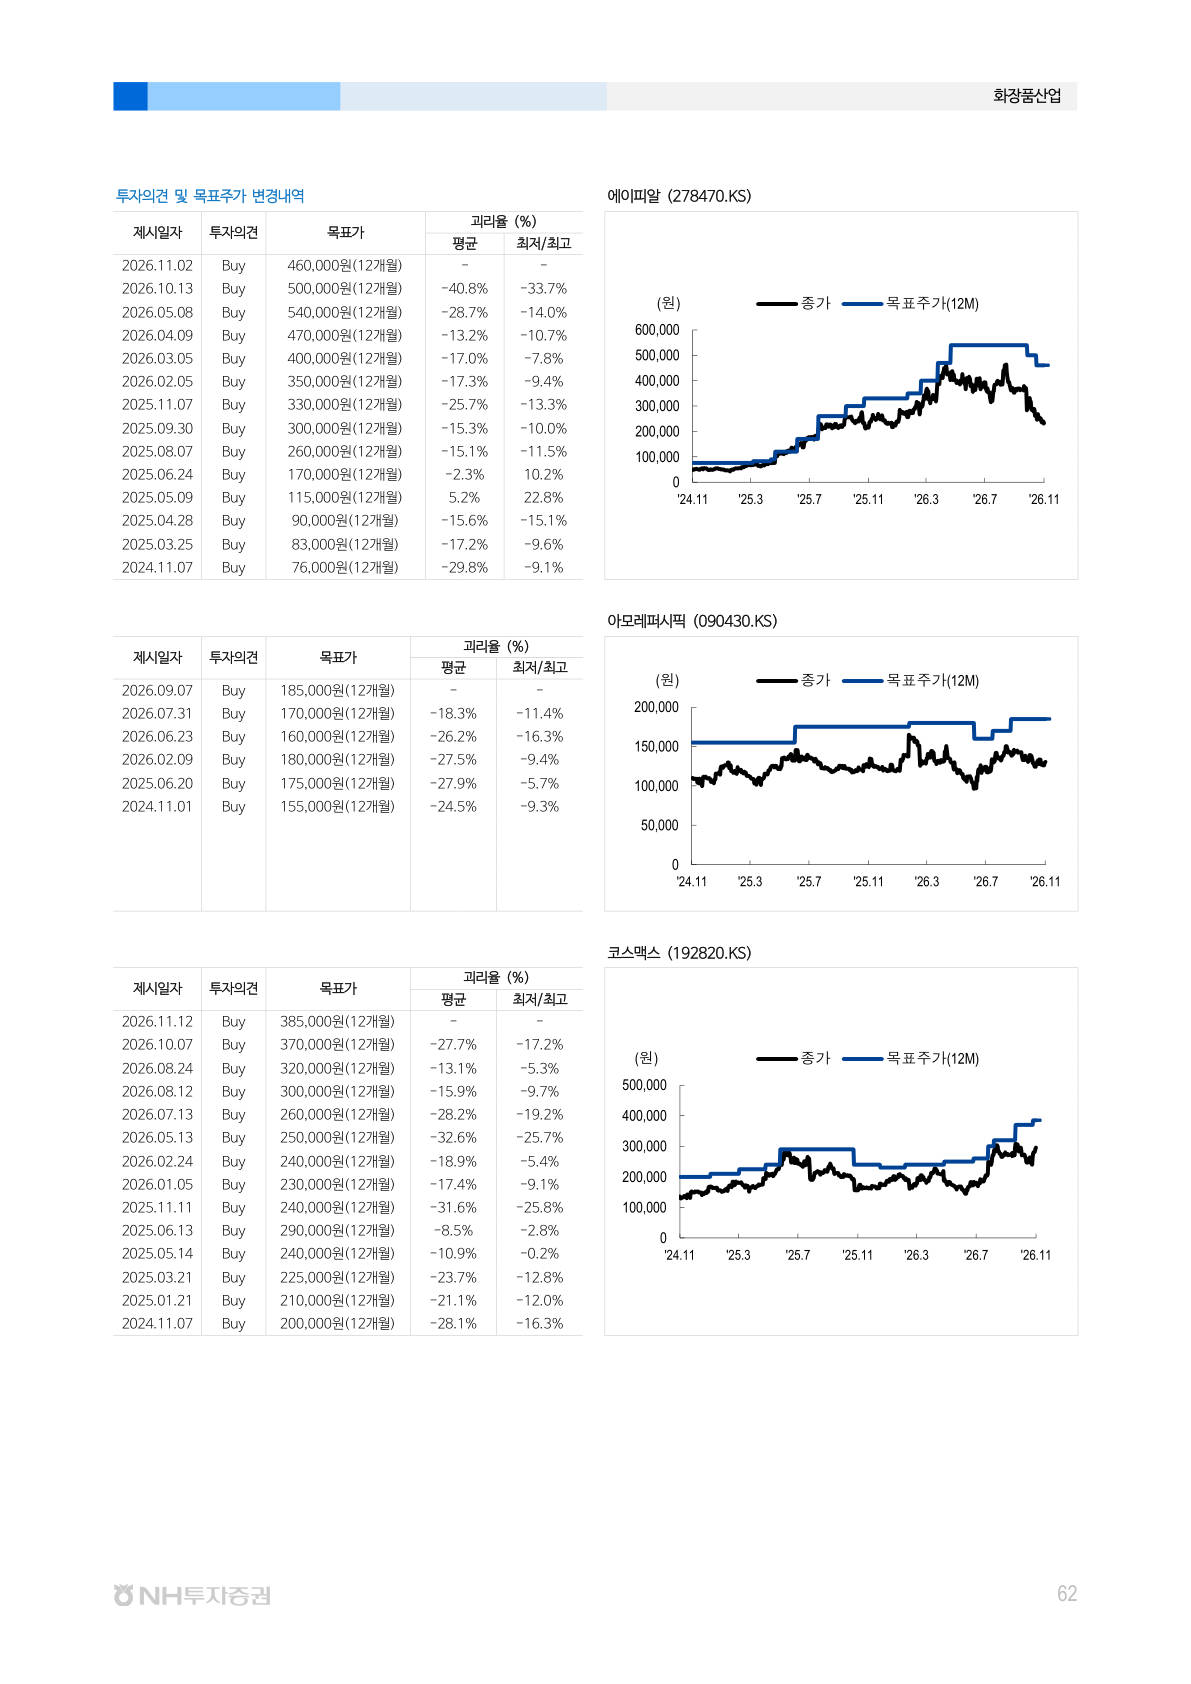 화장품산업
투자의견 및 목표주가 변경내역
제시일자 투자의견 목표가 괴리율 (%)
평균 최저/최고
2026.11.02 Buy 460,000원(12개월) - -
2026.10.13 Buy 500,000원(12개월) -40.8% -33.7%
2026.05.08 Buy 540,000원(12개월) -28.7% -14.0%
2026.04.09 Buy 470,000원(12개월) -13.2% -10.7%
2026.03.05 Buy 400,000원(12개월) -17.0% -7.8%
2026.02.05 Buy 350,000원(12개월) -17.3% -9.4%
2025.11.07 Buy 330,000원(12개월) -25.7% -13.3%
2025.09.30 Buy 300,000원(12개월) -15.3% -10.0%
2025.08.07 Buy 260,000원(12개월) -15.1% -11.5%
2025.06.24 Buy 170,000원(12개월) -2.3% 10.2%
2025.05.09 Buy 115,000원(12개월) 5.2% 22.8%
2025.04.28 Buy 90,000원(12개월) -15.6% -15.1%
2025.03.25 Buy 83,000원(12개월) -17.2% -9.6%
2024.11.07 Buy 76,000원(12개월) -29.8% -9.1%
에이피알 (278470.KS)
(원) 종가 목표주가(12M)
600,000
500,000
400,000
300,000
200,000
100,000
0
'24.11 '25.3 '25.7 '25.11 '26.3 '26.7 '26.11
제시일자 투자의견 목표가 괴리율 (%)
평균 최저/최고
2026.09.07 Buy 185,000원(12개월) - -
2026.07.31 Buy 170,000원(12개월) -18.3% -11.4%
2026.06.23 Buy 160,000원(12개월) -26.2% -16.3%
2026.02.09 Buy 180,000원(12개월) -27.5% -9.4%
2025.06.20 Buy 175,000원(12개월) -27.9% -5.7%
2024.11.01 Buy 155,000원(12개월) -24.5% -9.3%
아모레퍼시픽 (090430.KS)
(원) 종가 목표주가(12M)
200,000
150,000
100,000
50,000
0
'24.11 '25.3 '25.7 '25.11 '26.3 '26.7 '26.11
제시일자 투자의견 목표가 괴리율 (%)
평균 최저/최고
2026.11.12 Buy 385,000원(12개월) - -
2026.10.07 Buy 370,000원(12개월) -27.7% -17.2%
2026.08.24 Buy 320,000원(12개월) -13.1% -5.3%
2026.08.12 Buy 300,000원(12개월) -15.9% -9.7%
2026.07.13 Buy 260,000원(12개월) -28.2% -19.2%
2026.05.13 Buy 250,000원(12개월) -32.6% -25.7%
2026.02.24 Buy 240,000원(12개월) -18.9% -5.4%
2026.01.05 Buy 230,000원(12개월) -17.4% -9.1%
2025.11.11 Buy 240,000원(12개월) -31.6% -25.8%
2025.06.13 Buy 290,000원(12개월) -8.5% -2.8%
2025.05.14 Buy 240,000원(12개월) -10.9% -0.2%
2025.03.21 Buy 225,000원(12개월) -23.7% -12.8%
2025.01.21 Buy 210,000원(12개월) -21.1% -12.0%
2024.11.07 Buy 200,000원(12개월) -28.1% -16.3%
코스맥스 (192820.KS)
(원) 종가 목표주가(12M)
500,000
400,000
300,000
200,000
100,000
0
'24.11 '25.3 '25.7 '25.11 '26.3 '26.7 '26.11
NH투자증권
62